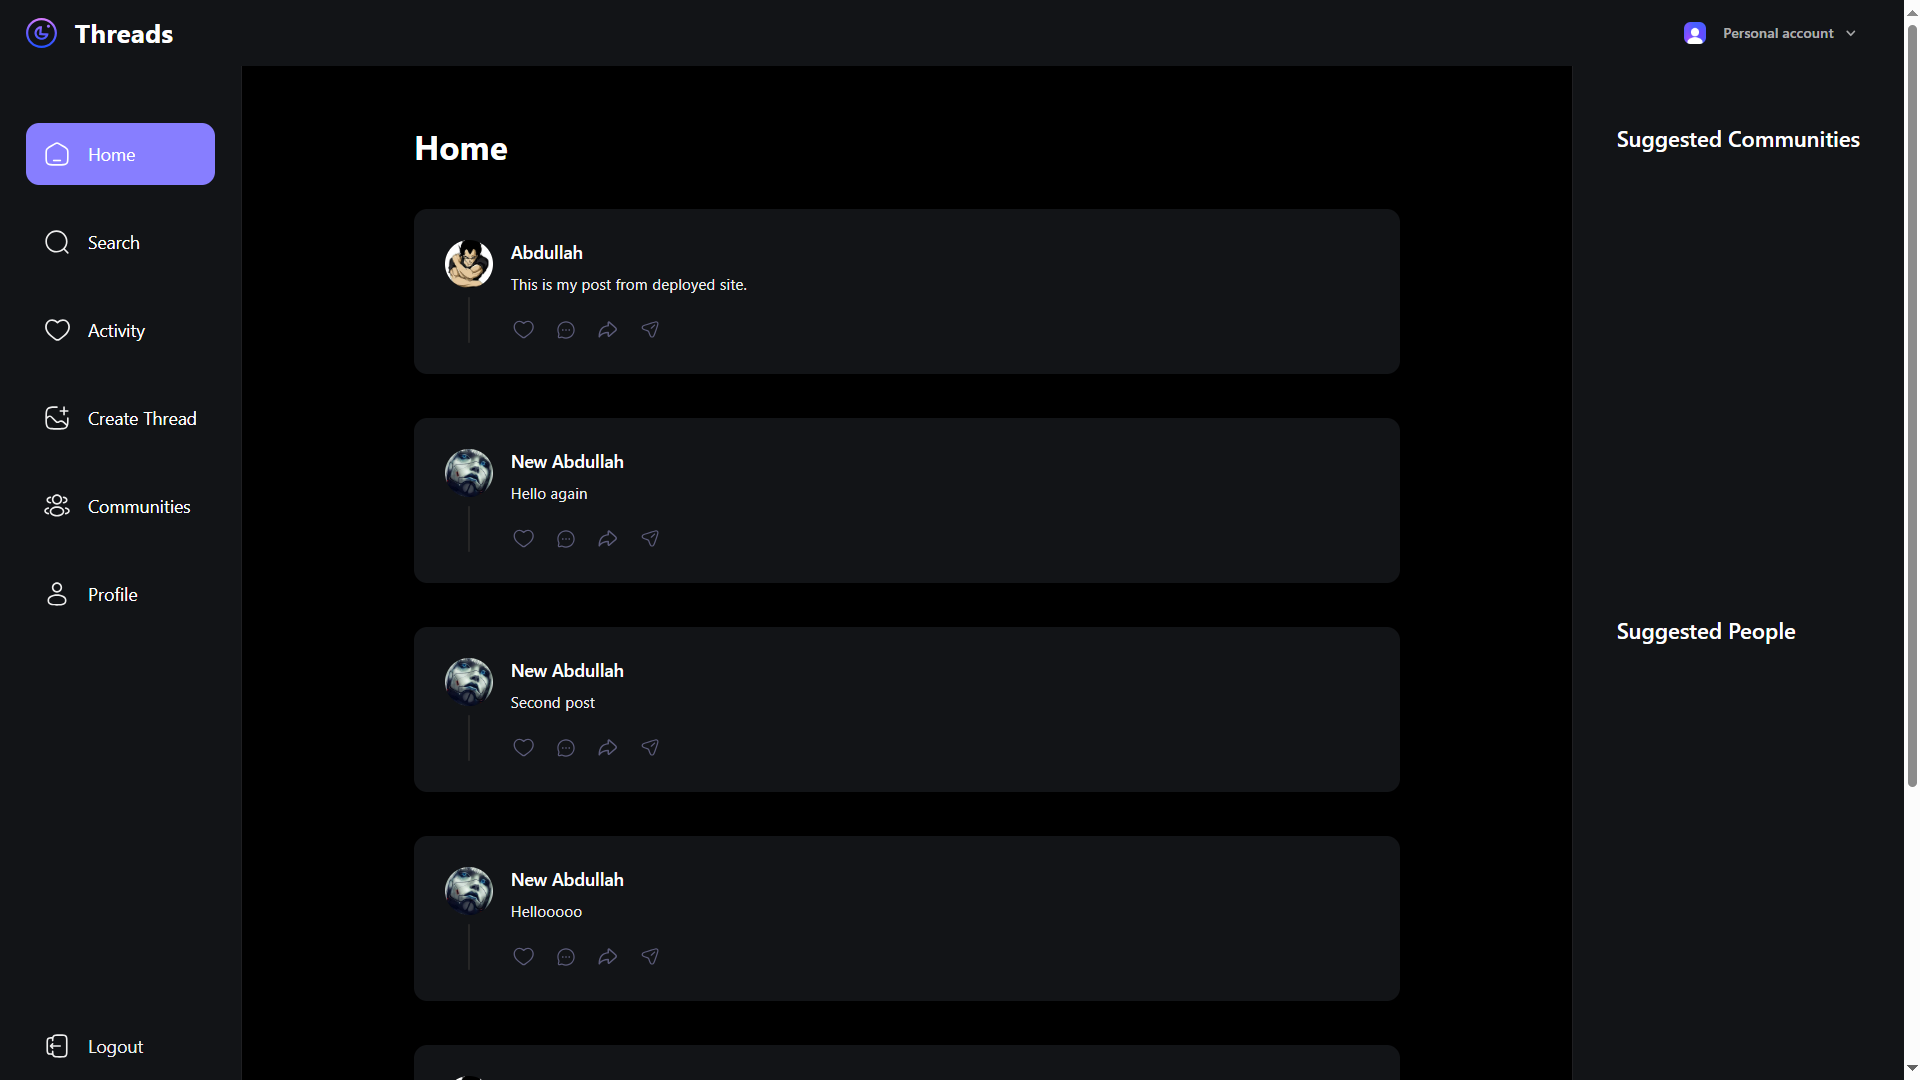 Threads
Personal account
Home
Search
Activity
Create Thread
Communities
Profile
Logout
Home
Abdullah
This is my post from deployed site.
New Abdullah
Hello again
New Abdullah
Second post
New Abdullah
Hellooooo
Suggested Communities
Suggested People